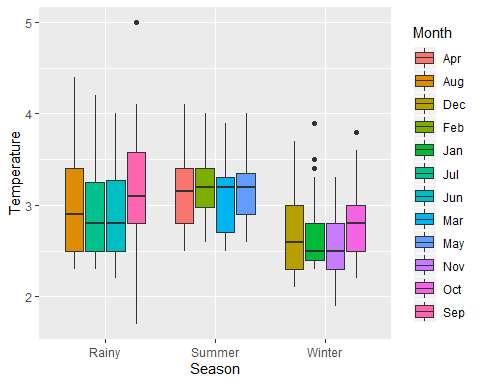 5
4
3
2
Temperature
Rainy
Summer
Winter
Season
Month
Apr
Aug
Dec
Feb
Jan
Jul
Jun
Mar
May
Nov
Oct
Sep